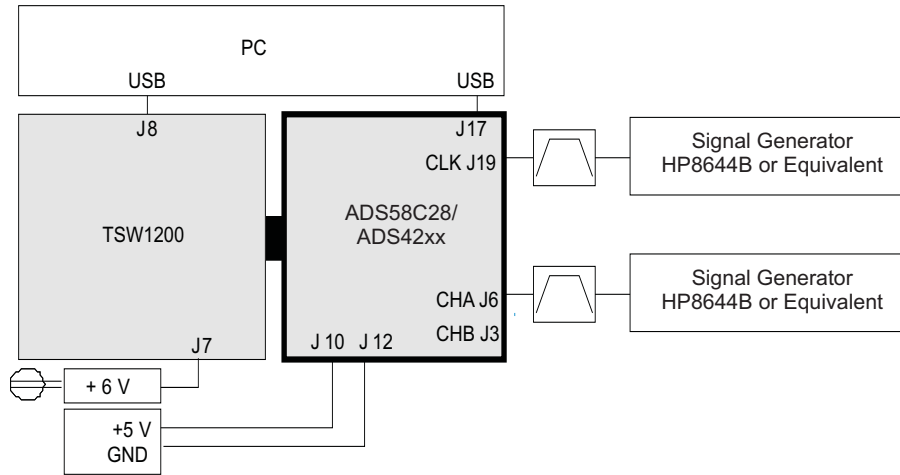 PC
USB
USB
J8
J17
CLK J19
Signal Generator
HP8644B or Equivalent
TSW1200
ADS58C28/
ADS42xx
CHA J6
Signal Generator
HP8644B or Equivalent
CHB J3
J7
J 10
J 12
+ 6 V
+5 V
GND